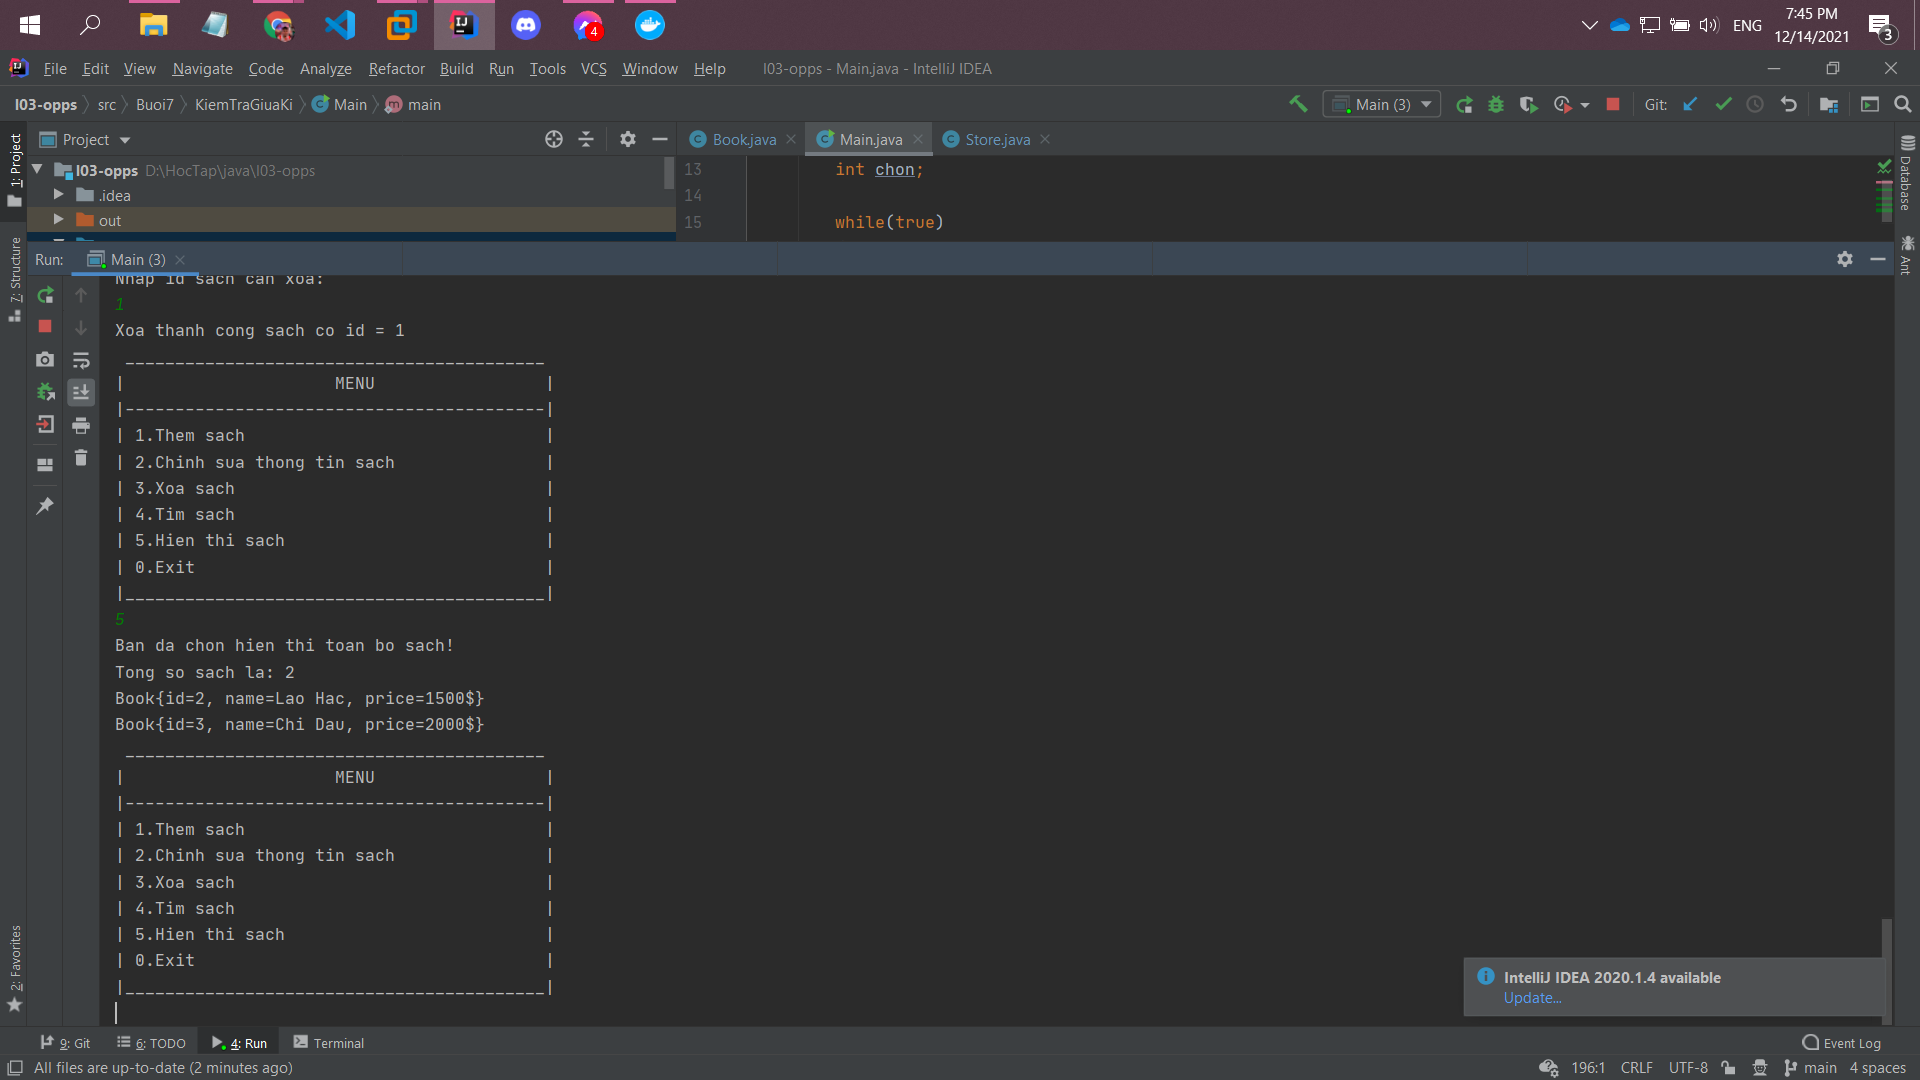 4
ENG
7:45 PM
12/14/2021
3
File Edit View Navigate Code Analyze Refactor Build Run Tools VCS Window Help l03-opps - Main.java - IntelliJ IDEA
l03-opps src Buoi7 KiemTraGiuaKi Main main
Main (3)
Git:
1: Project
Project
Book.java
Main.java
Store.java
l03-opps D:\HocTap\java\l03-opps
.idea
out
13 int chon;
14
15 while(true)
Database
Ant
7: Structure
2: Favorites
Run: Main (3)
Nhap id sach can xoa:
1
Xoa thanh cong sach co id = 1
__________________________________________
| MENU |
|------------------------------------------|
| 1.Them sach |
| 2.Chinh sua thong tin sach |
| 3.Xoa sach |
| 4.Tim sach |
| 5.Hien thi sach |
| 0.Exit |
|__________________________________________|
5
Ban da chon hien thi toan bo sach!
Tong so sach la: 2
Book{id=2, name=Lao Hac, price=1500$}
Book{id=3, name=Chi Dau, price=2000$}
__________________________________________
| MENU |
|------------------------------------------|
| 1.Them sach |
| 2.Chinh sua thong tin sach |
| 3.Xoa sach |
| 4.Tim sach |
| 5.Hien thi sach |
| 0.Exit |
|__________________________________________|
IntelliJ IDEA 2020.1.4 available
Update...
9: Git 6: TODO 4: Run Terminal Event Log
All files are up-to-date (2 minutes ago) 196:1 CRLF UTF-8 main 4 spaces